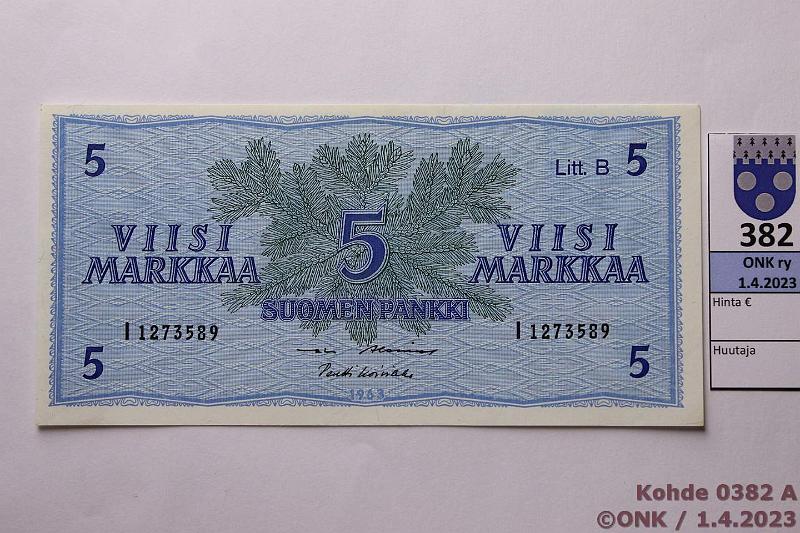 5
Litt. B 5
VIISI
MARKKAA
5
VIISI
MARKKAA
SUOMEN PANKKI
I 1273589
I 1273589
5
5
1963
382
ONK ry
1.4.2023
Hinta €
Huutaja
Kohde 0382 A
©ONK / 1.4.2023